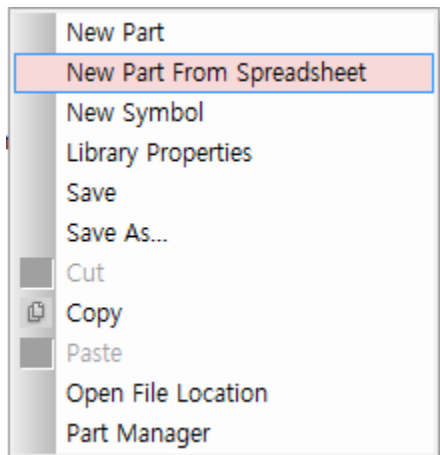 New Part
New Part From Spreadsheet
New Symbol
Library Properties
Save
Save As...
Cut
Copy
Paste
Open File Location
Part Manager